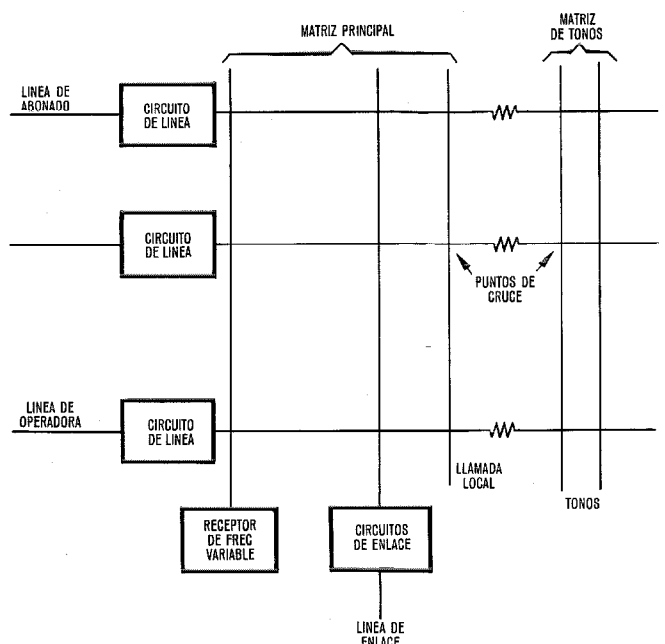 MATRIZ PRINCIPAL
MATRIZ
DE TONOS
LINEA DE
ABONADO
CIRCUITO
DE LINEA
CIRCUITO
DE LINEA
PUNTOS DE
CRUCE
LINEA DE
OPERADORA
CIRCUITO
DE LINEA
LLAMADA
LOCAL
TONOS
RECEPTOR
DE FREC
VARIABLE
CIRCUITOS
DE ENLACE
LINEA DE
ENLACE